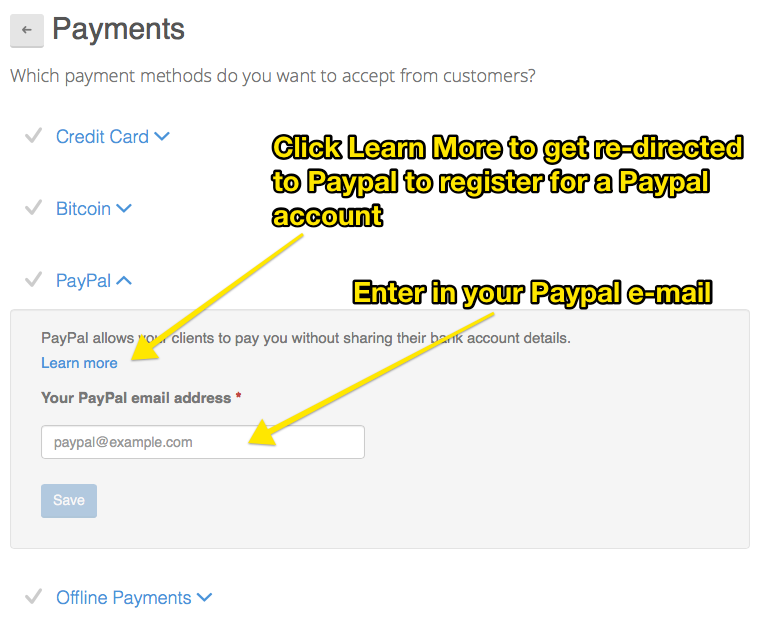 Payments
Which payment methods do you want to accept from customers?
Credit Card
Click Learn More to get re-directed
to Paypal to register for a Paypal
account
Bitcoin
PayPal
Enter in your Paypal e-mail
PayPal allows your clients to pay you without sharing their bank account details.
Learn more
Your PayPal email address *
paypal@example.com
Save
Offline Payments